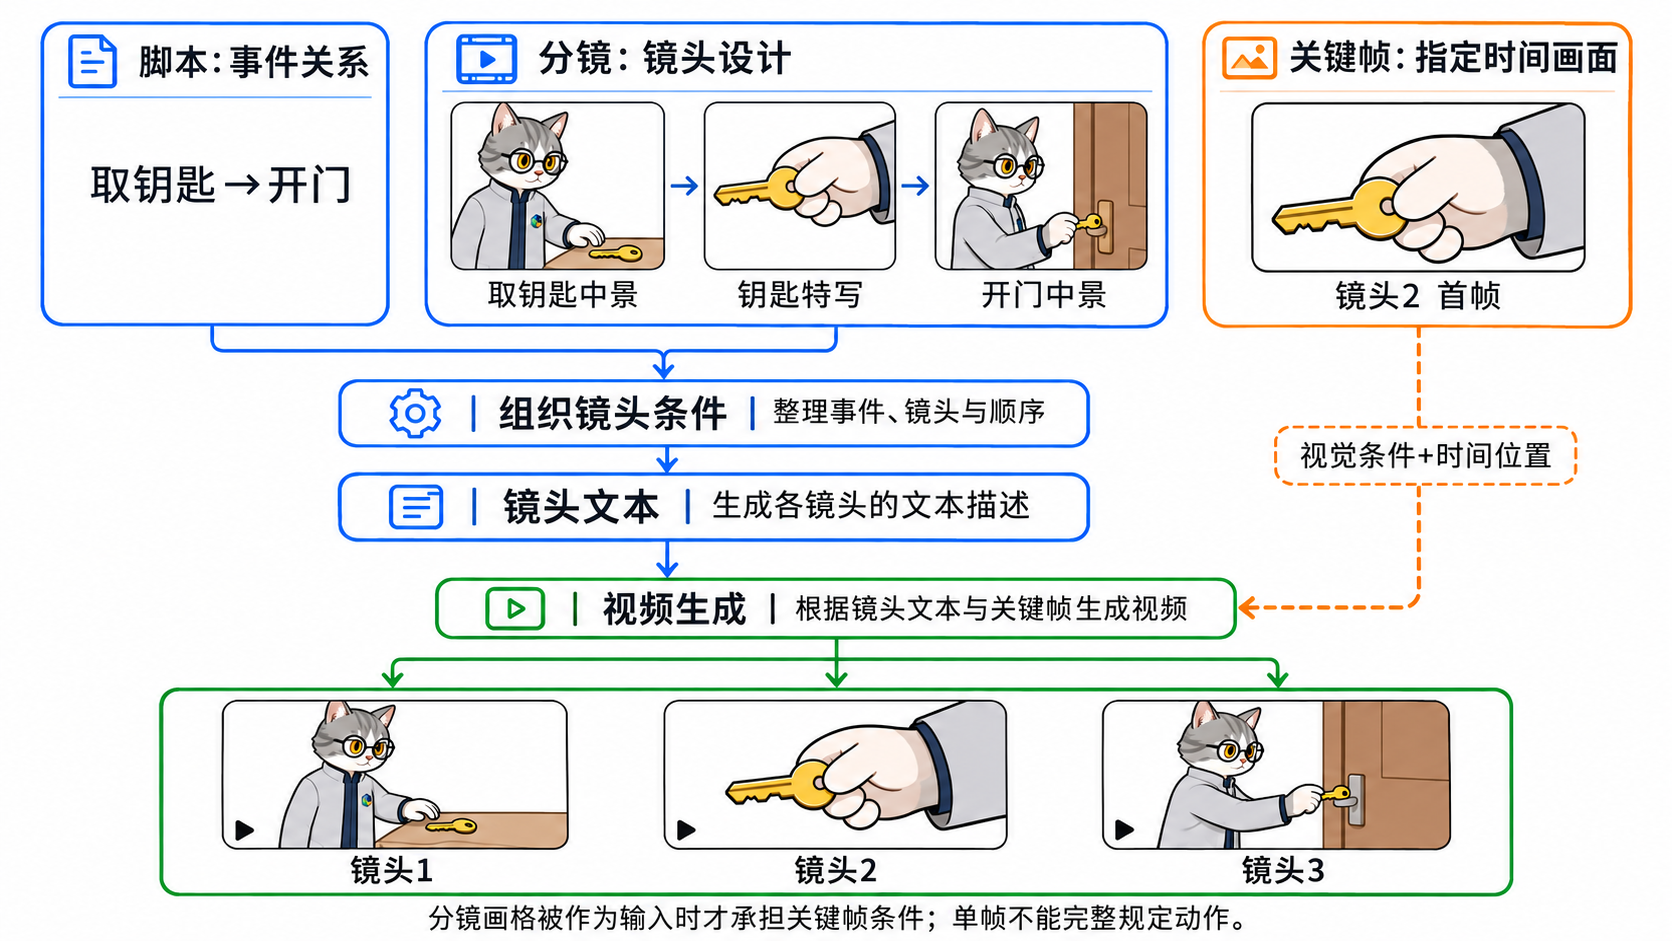 脚本：事件关系
取钥匙→开门
分镜：镜头设计
取钥匙中景
钥匙特写
开门中景
关键帧：指定时间画面
镜头2 首帧
组织镜头条件 | 整理事件、镜头与顺序
视觉条件+时间位置
镜头文本 | 生成各镜头的文本描述
视频生成 | 根据镜头文本与关键帧生成视频
镜头1
镜头2
镜头3
分镜画格被作为输入时才承担关键帧条件；单帧不能完整规定动作。